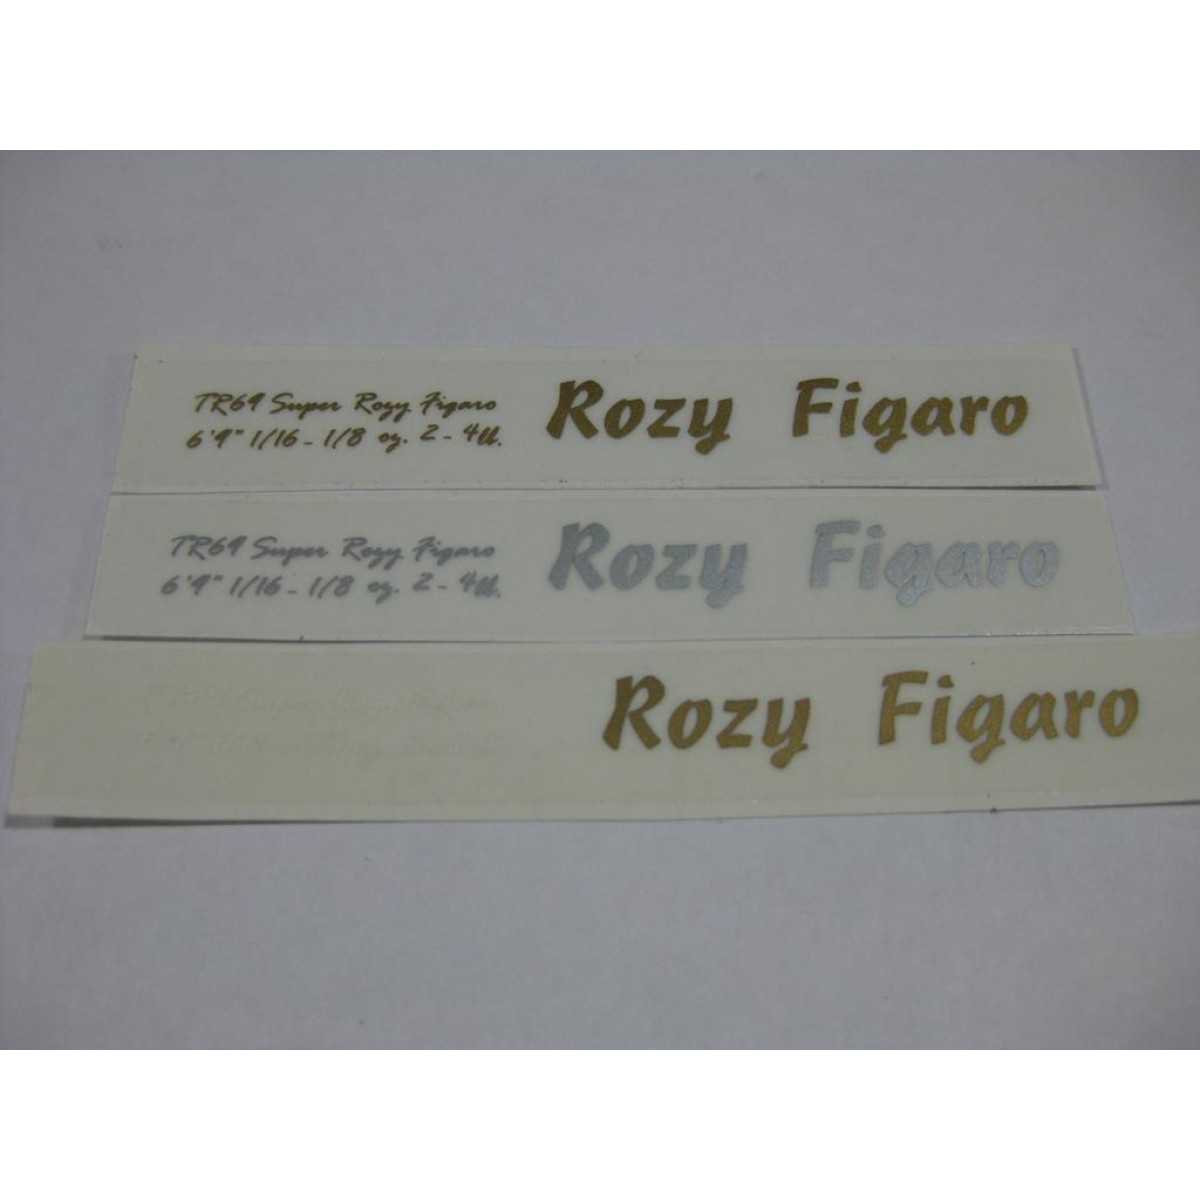 TR69 Super Rozy Figaro
6'9" 1/16 - 1/8 oz. 2 - 4lb.
Rozy Figaro
TR69 Super Rozy Figaro
6'9" 1/16 - 1/8 oz. 2 - 4lb.
Rozy Figaro
Rozy Figaro